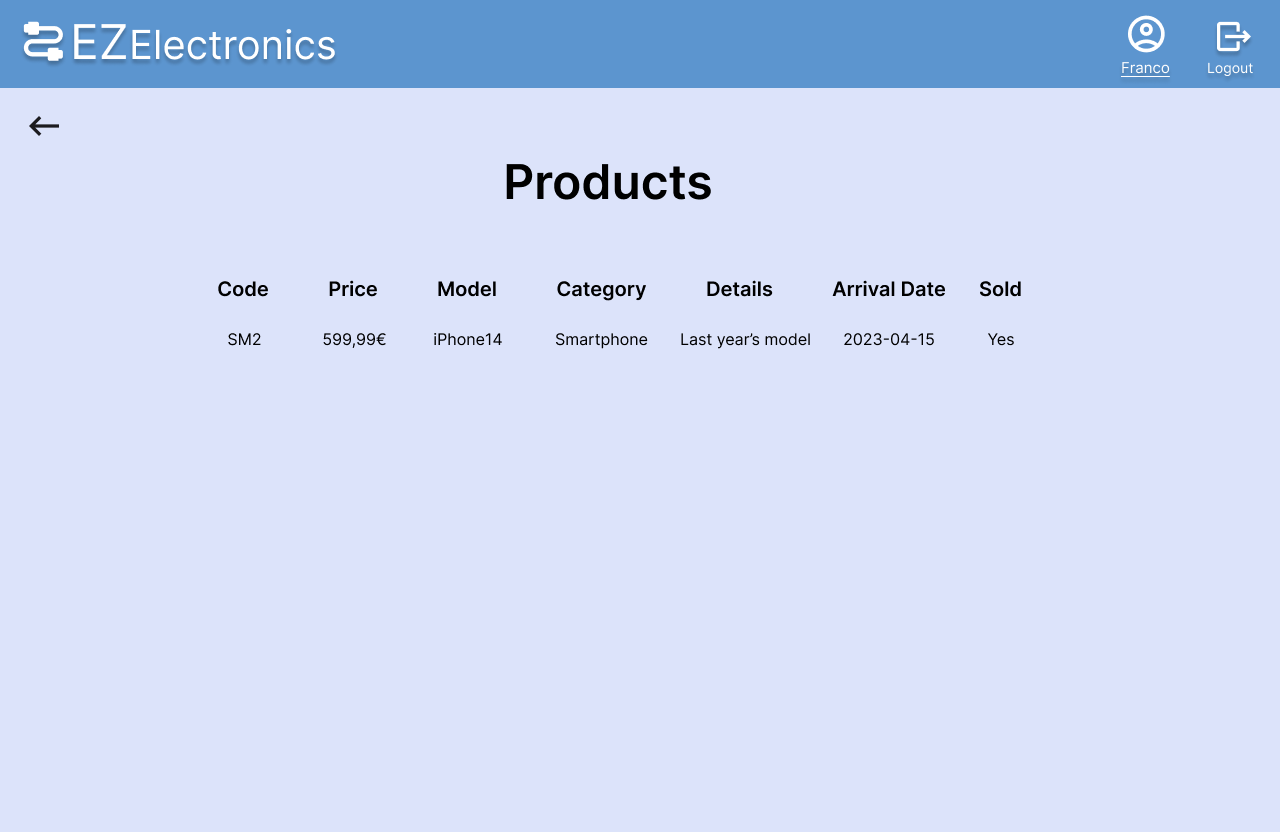 EZElectronics
Franco
Logout
Products
Code Price Model Category Details Arrival Date Sold
SM2 599,99€ iPhone14 Smartphone Last year’s model 2023-04-15 Yes